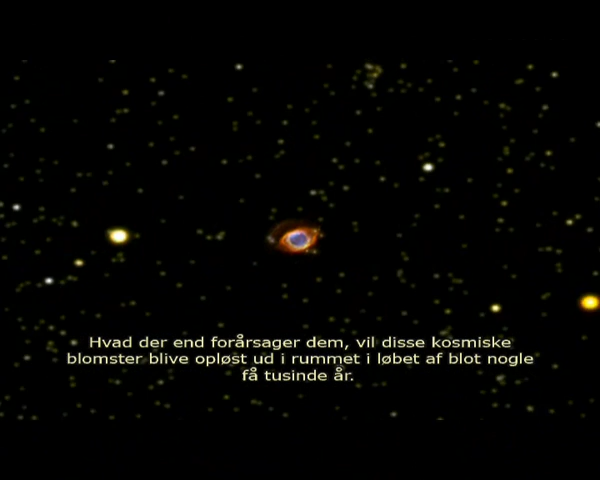 Hvad der end forårsager dem, vil disse kosmiske
blomster blive opløst ud i rummet i løbet af blot nogle
få tusinde år.